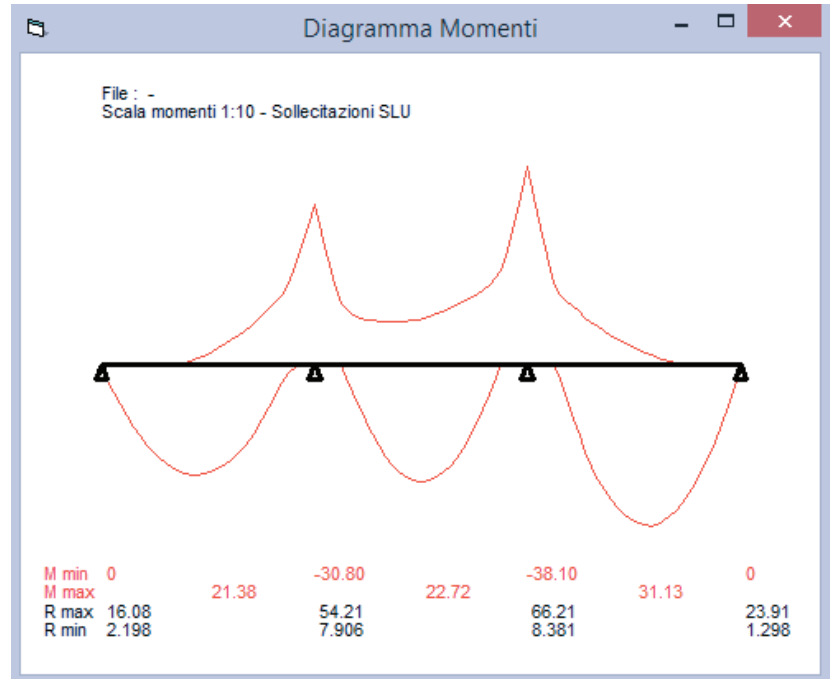 Diagramma Momenti
File : -
Scala momenti 1:10 - Sollecitazioni SLU
M min 0 -30.80 -38.10 0
M max 21.38 22.72 31.13
R max 16.08 54.21 66.21 23.91
R min 2.198 7.906 8.381 1.298